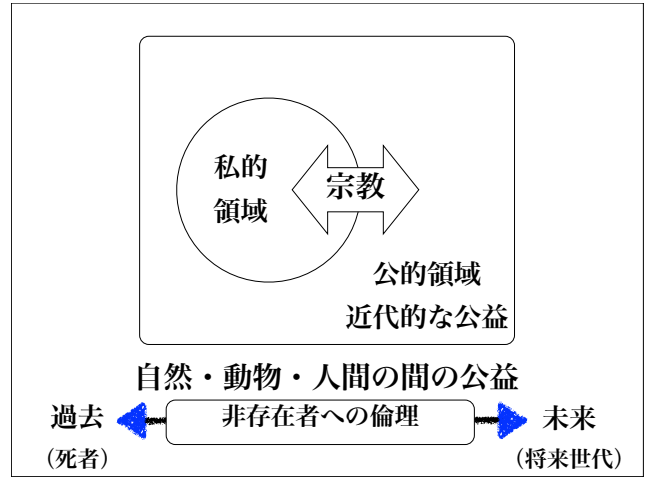 私的
領域
宗教
公的領域
近代的な公益
自然・動物・人間の間の公益
過去
非存在者への倫理
未来
（死者）
（将来世代）